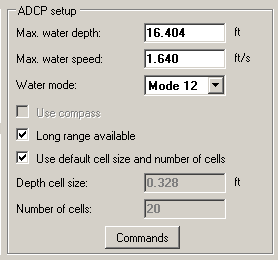 ADCP setup
Max. water depth: 16.404 ft
Max. water speed: 1.640 ft/s
Water mode: Mode 12
Use compass
Long range available
Use default cell size and number of cells
Depth cell size: 0.328 ft
Number of cells: 20
Commands